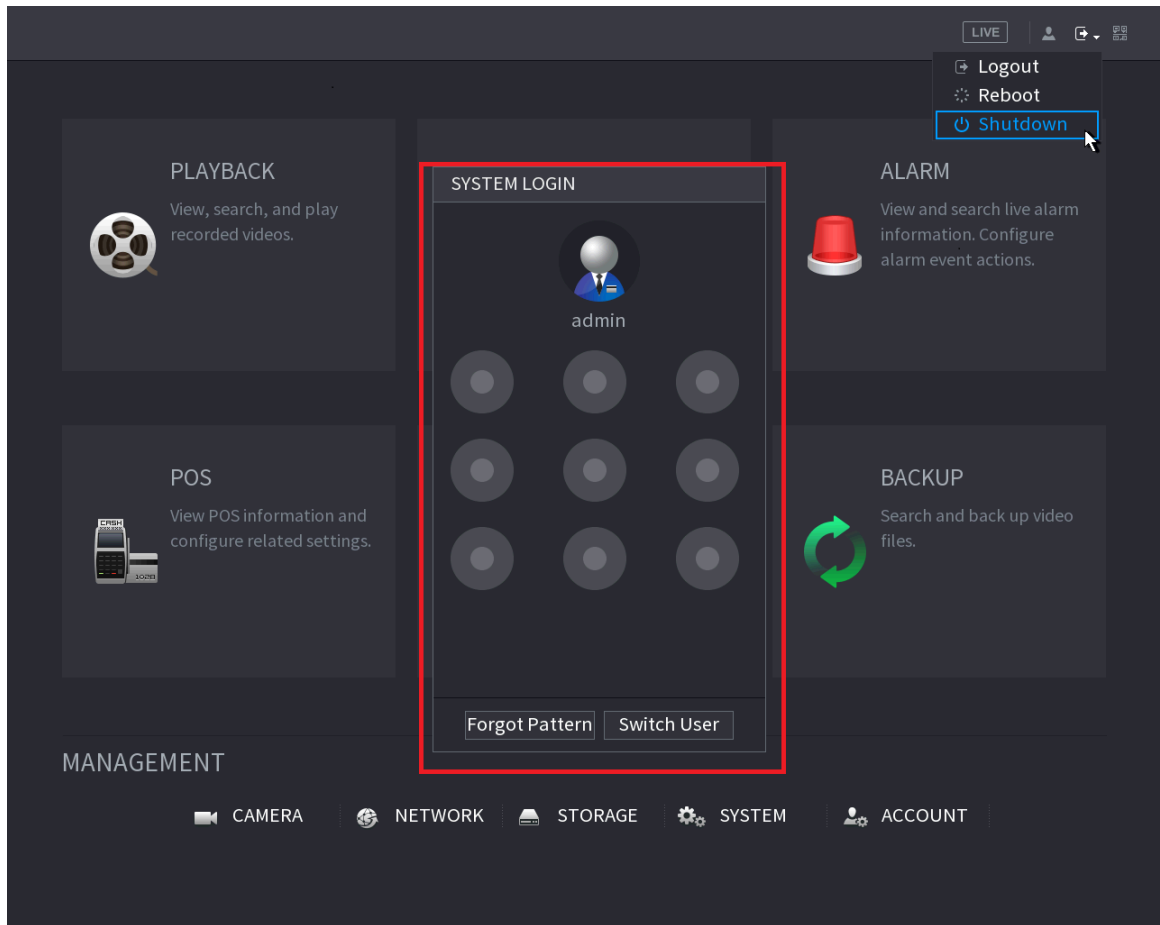 LIVE
Logout
Reboot
Shutdown
PLAYBACK
View, search, and play
recorded videos.
SYSTEM LOGIN
admin
Forgot Pattern
Switch User
ALARM
View and search live alarm
information. Configure
alarm event actions.
POS
CASH
View POS information and
configure related settings.
BACKUP
Search and back up video
files.
MANAGEMENT
CAMERA
NETWORK
STORAGE
SYSTEM
ACCOUNT